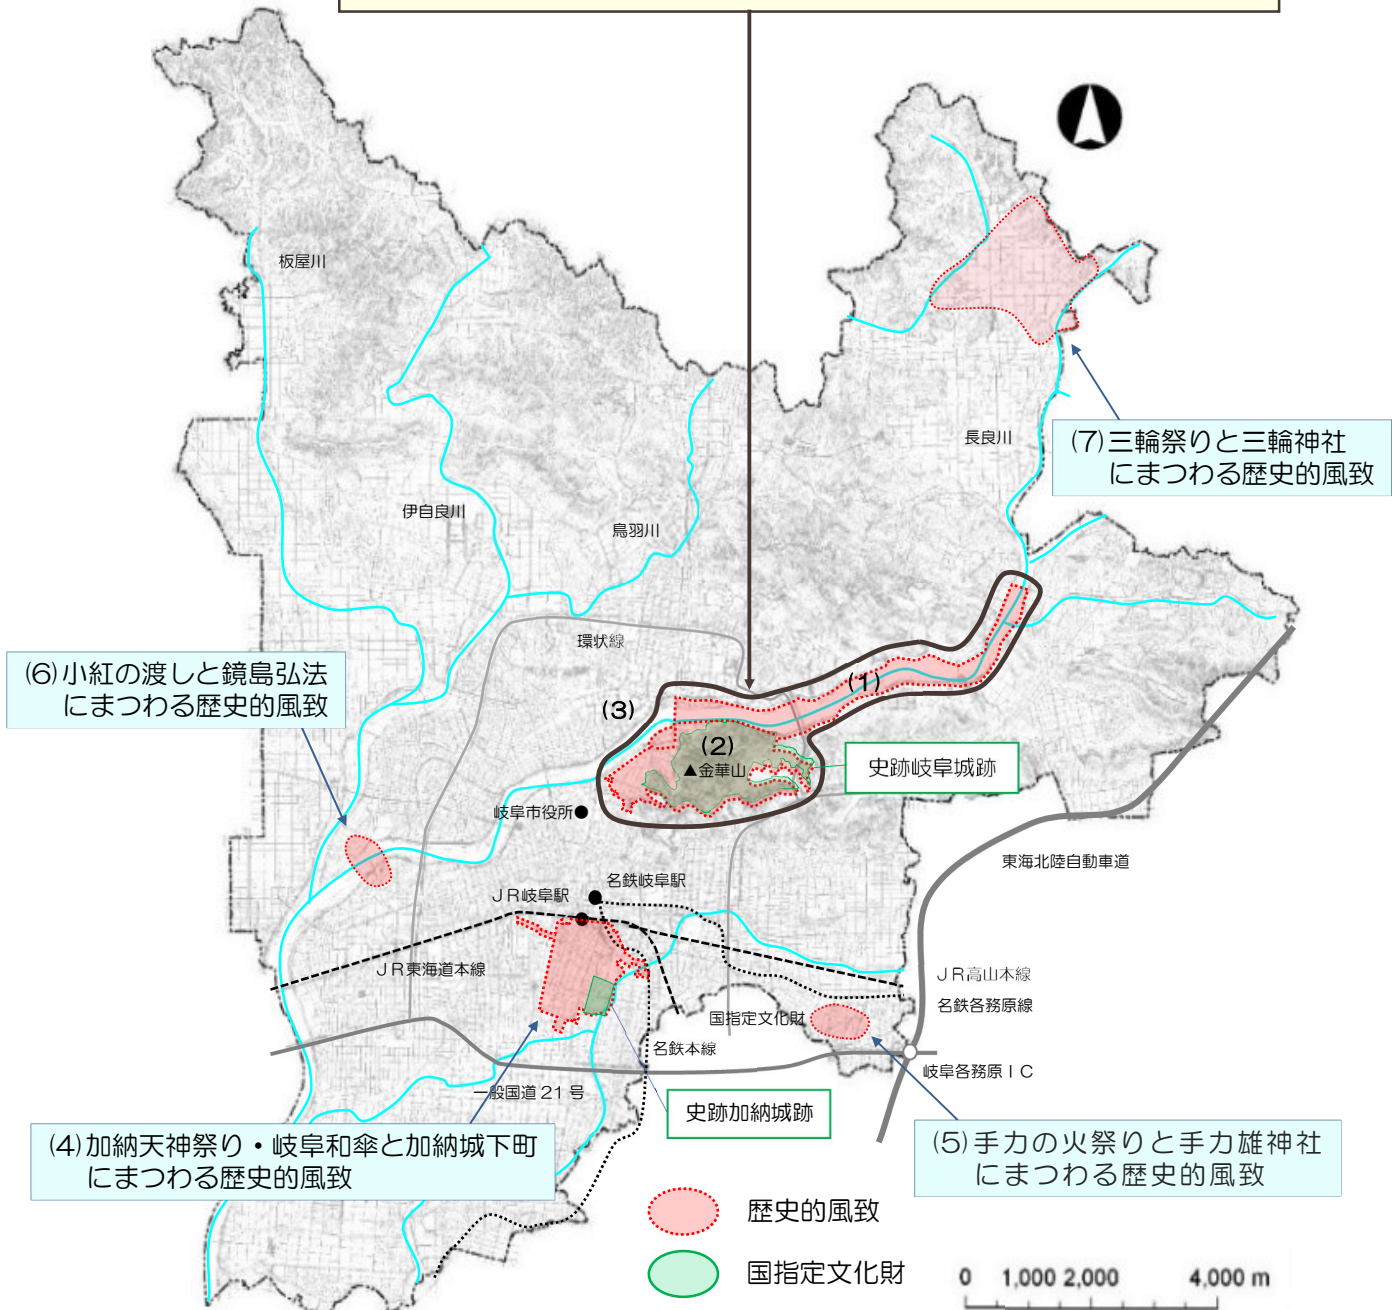 板屋川
長良川
(7)三輪祭りと三輪神社
にまつわる歴史的風致
伊自良川
鳥羽川
環状線
(6)小紅の渡しと鏡島弘法
にまつわる歴史的風致
(1)
(3)
(2)
▲金華山
史跡岐阜城跡
岐阜市役所
東海北陸自動車道
名鉄岐阜駅
JR岐阜駅
JR東海道本線
JR高山本線
名鉄各務原線
国指定文化財
名鉄本線
岐阜各務原IC
一般国道21号
史跡加納城跡
(4)加納天神祭り・岐阜和傘と加納城下町
にまつわる歴史的風致
(5)手力の火祭りと手力雄神社
にまつわる歴史的風致
歴史的風致
国指定文化財
0 1,000 2,000 4,000 m